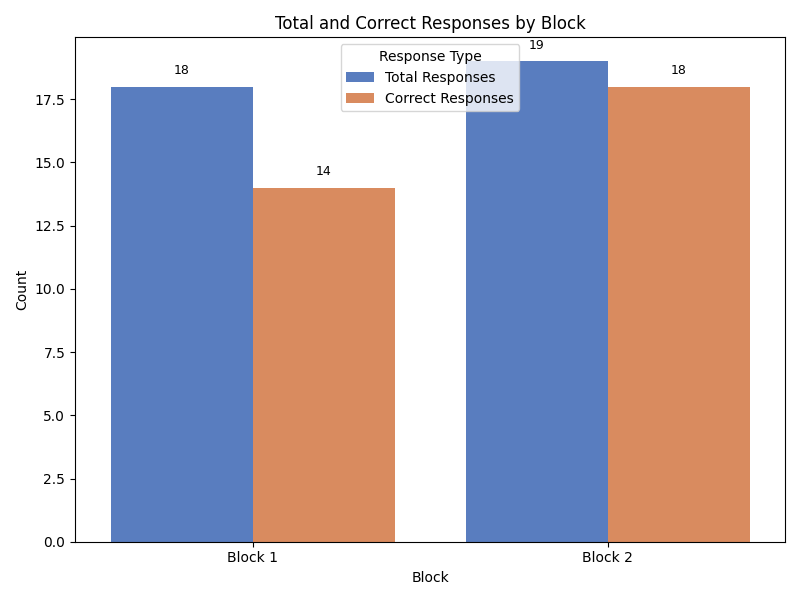 Total and Correct Responses by Block
19
Response Type
Total Responses
Correct Responses
18
18
14
17.5
15.0
12.5
10.0
7.5
5.0
2.5
0.0
Count
Block 1
Block 2
Block